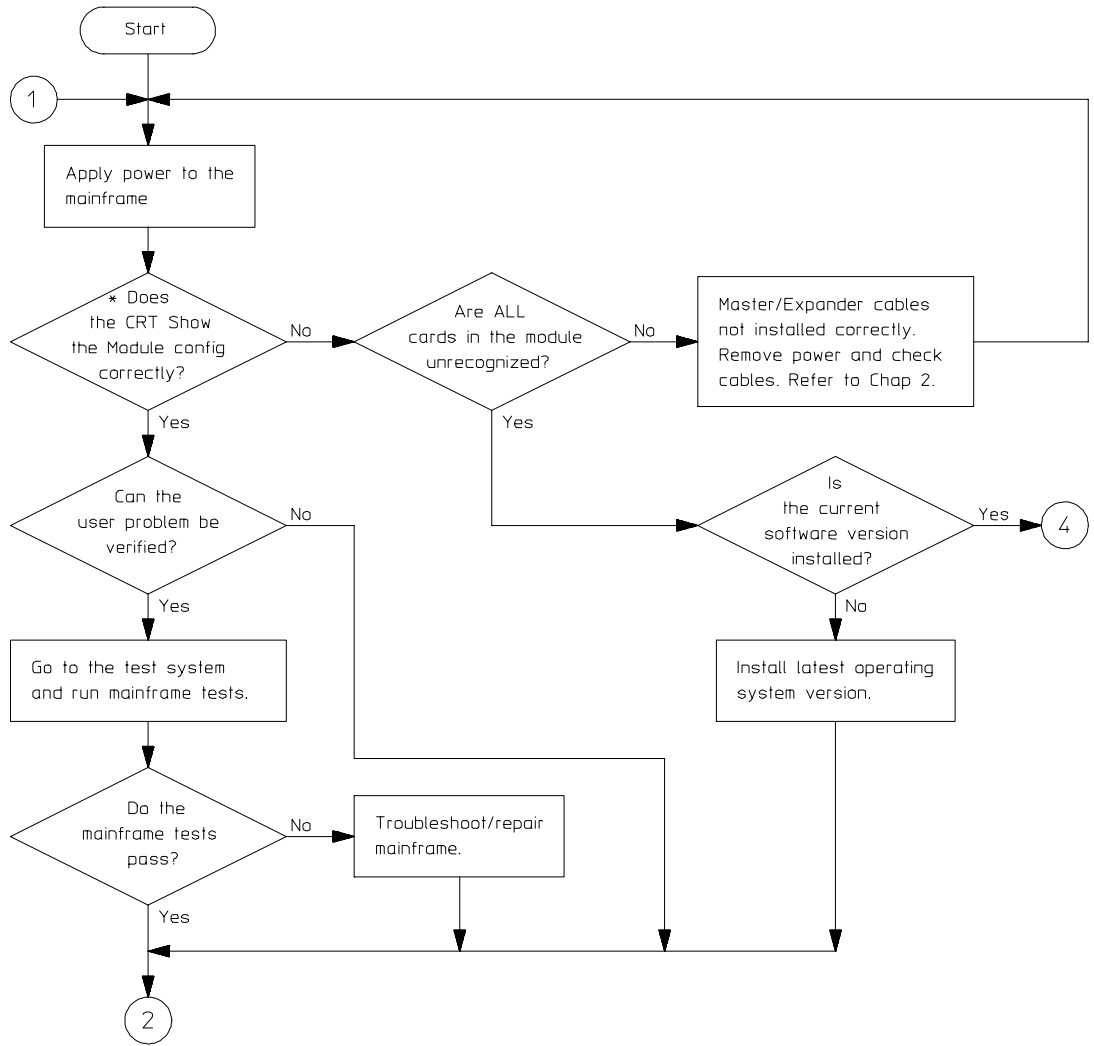 Start
1
Apply power to the
mainframe
* Does
the CRT Show
the Module config
correctly?
No
Yes
Are ALL
cards in the module
unrecognized?
No
Yes
Master/Expander cables
not installed correctly.
Remove power and check
cables. Refer to Chap 2.
Can the
user problem be
verified?
No
Yes
Is
the current
software version
installed?
Yes
4
No
Go to the test system
and run mainframe tests.
Install latest operating
system version.
Do the
mainframe tests
pass?
No
Yes
Troubleshoot/repair
mainframe.
2